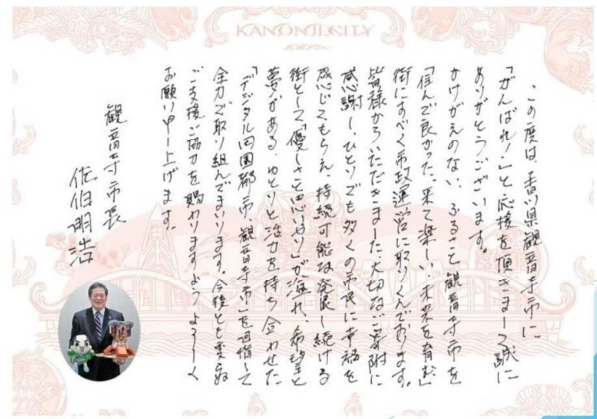 KANONJI CITY
この度は、香川県観音寺市に
「がんばれ！」と応援を頂きまして誠に
ありがとうございます。
かけがえのない、ふるさと観音寺市を
「住んで良かった、来て楽しい、未来を育む」
街にすべく市政運営に取りくんでおります。
皆様からいただきました大切なご寄附に
感謝し、ひとりでも多くの市民に幸福を
感じてもらえ、持続可能な発展し続ける
街として「優しさと思いやり」が溢れ、希望と
夢がある、ゆとりと活力を持ち合わせた
「デジタル田園都市観音寺市」を目指して
全力で取り組んでまいります。今後とも変わらぬ
ご支援ご協力を賜わりますようよろしく
お願い申し上げます。
観音寺市長
佐伯明浩